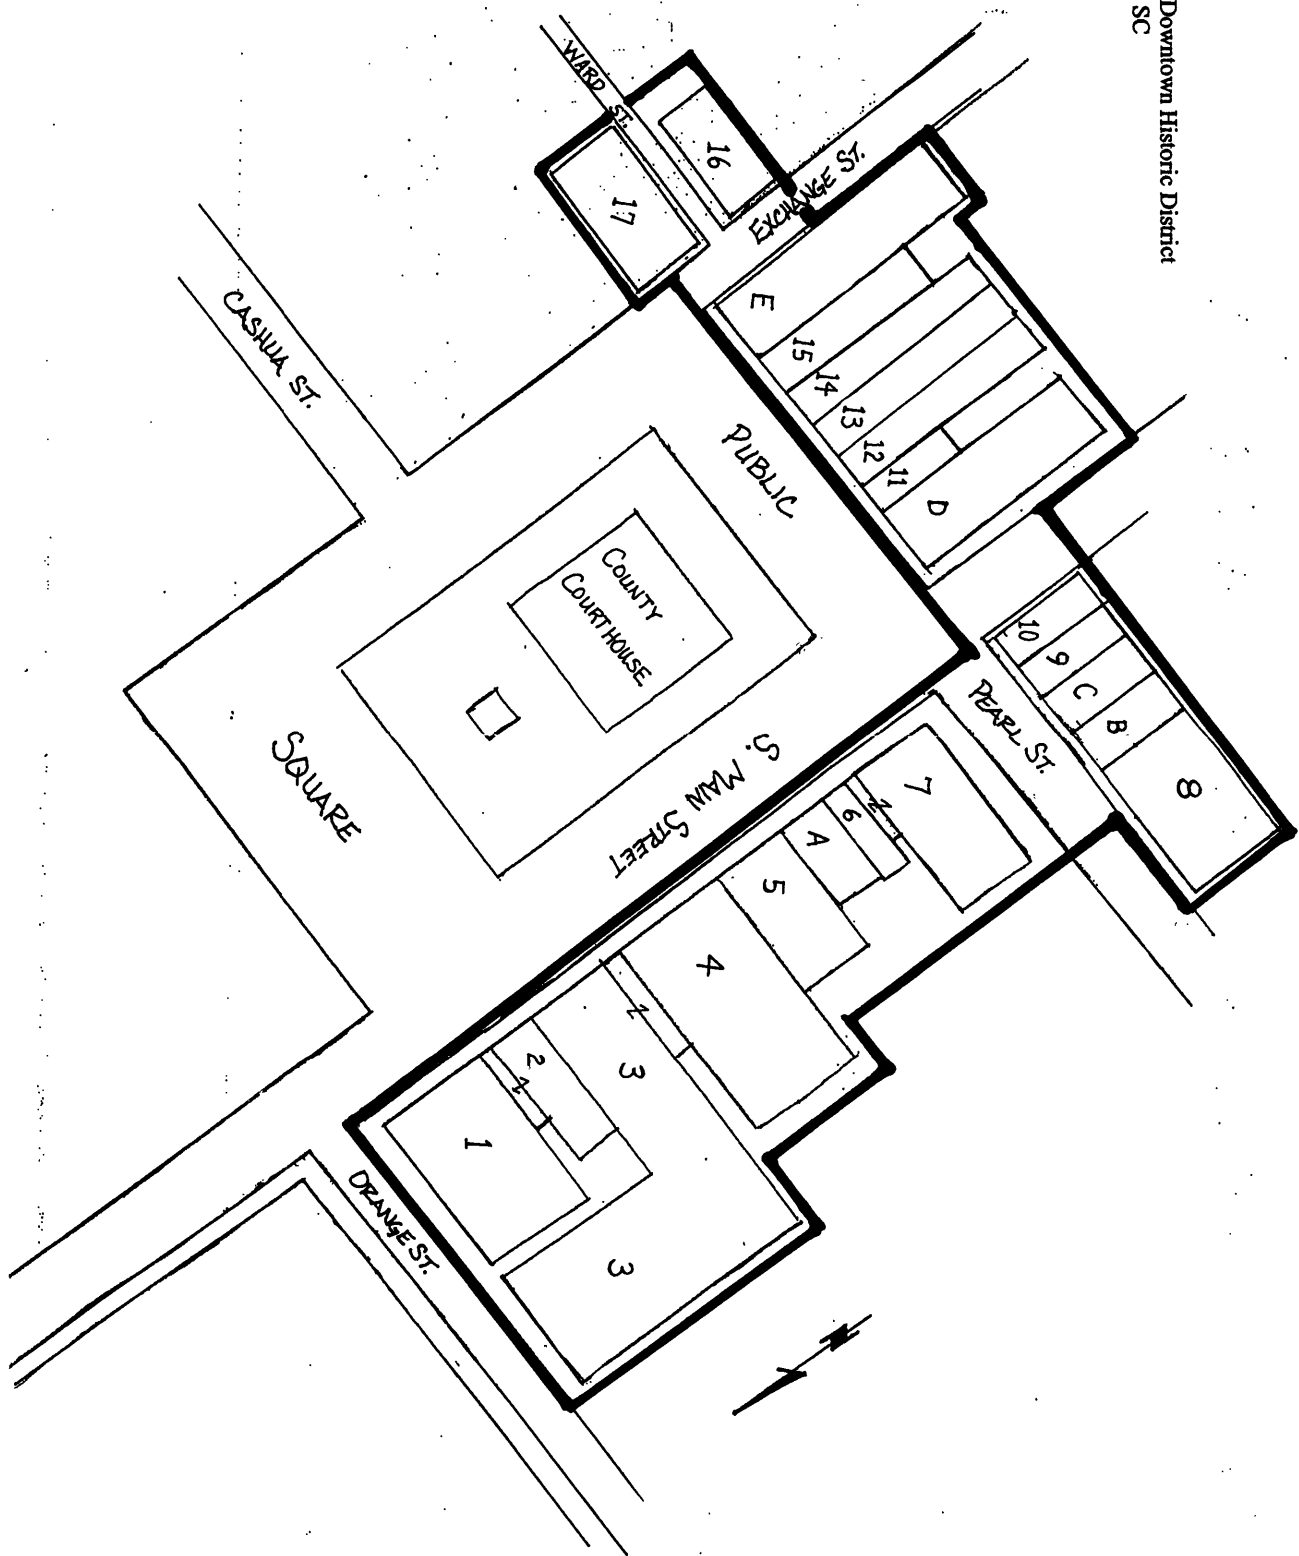 Downtown Historic District
SC
WARD ST.
16
17
EXCHANGE ST.
E
15
14
13
12
11
D
CASHUA ST.
PUBLIC
COUNTY
COURTHOUSE
SQUARE
S. MAIN STREET
PEARL ST.
10
9
C
B
8
7
6
A
5
4
3
2
1
3
ORANGE ST.
N